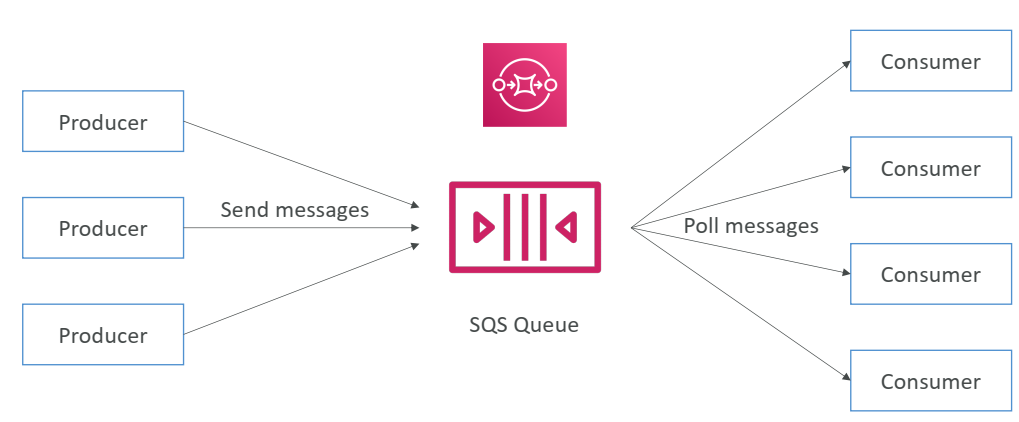 Producer
Producer
Producer
Send messages
SQS Queue
Poll messages
Consumer
Consumer
Consumer
Consumer